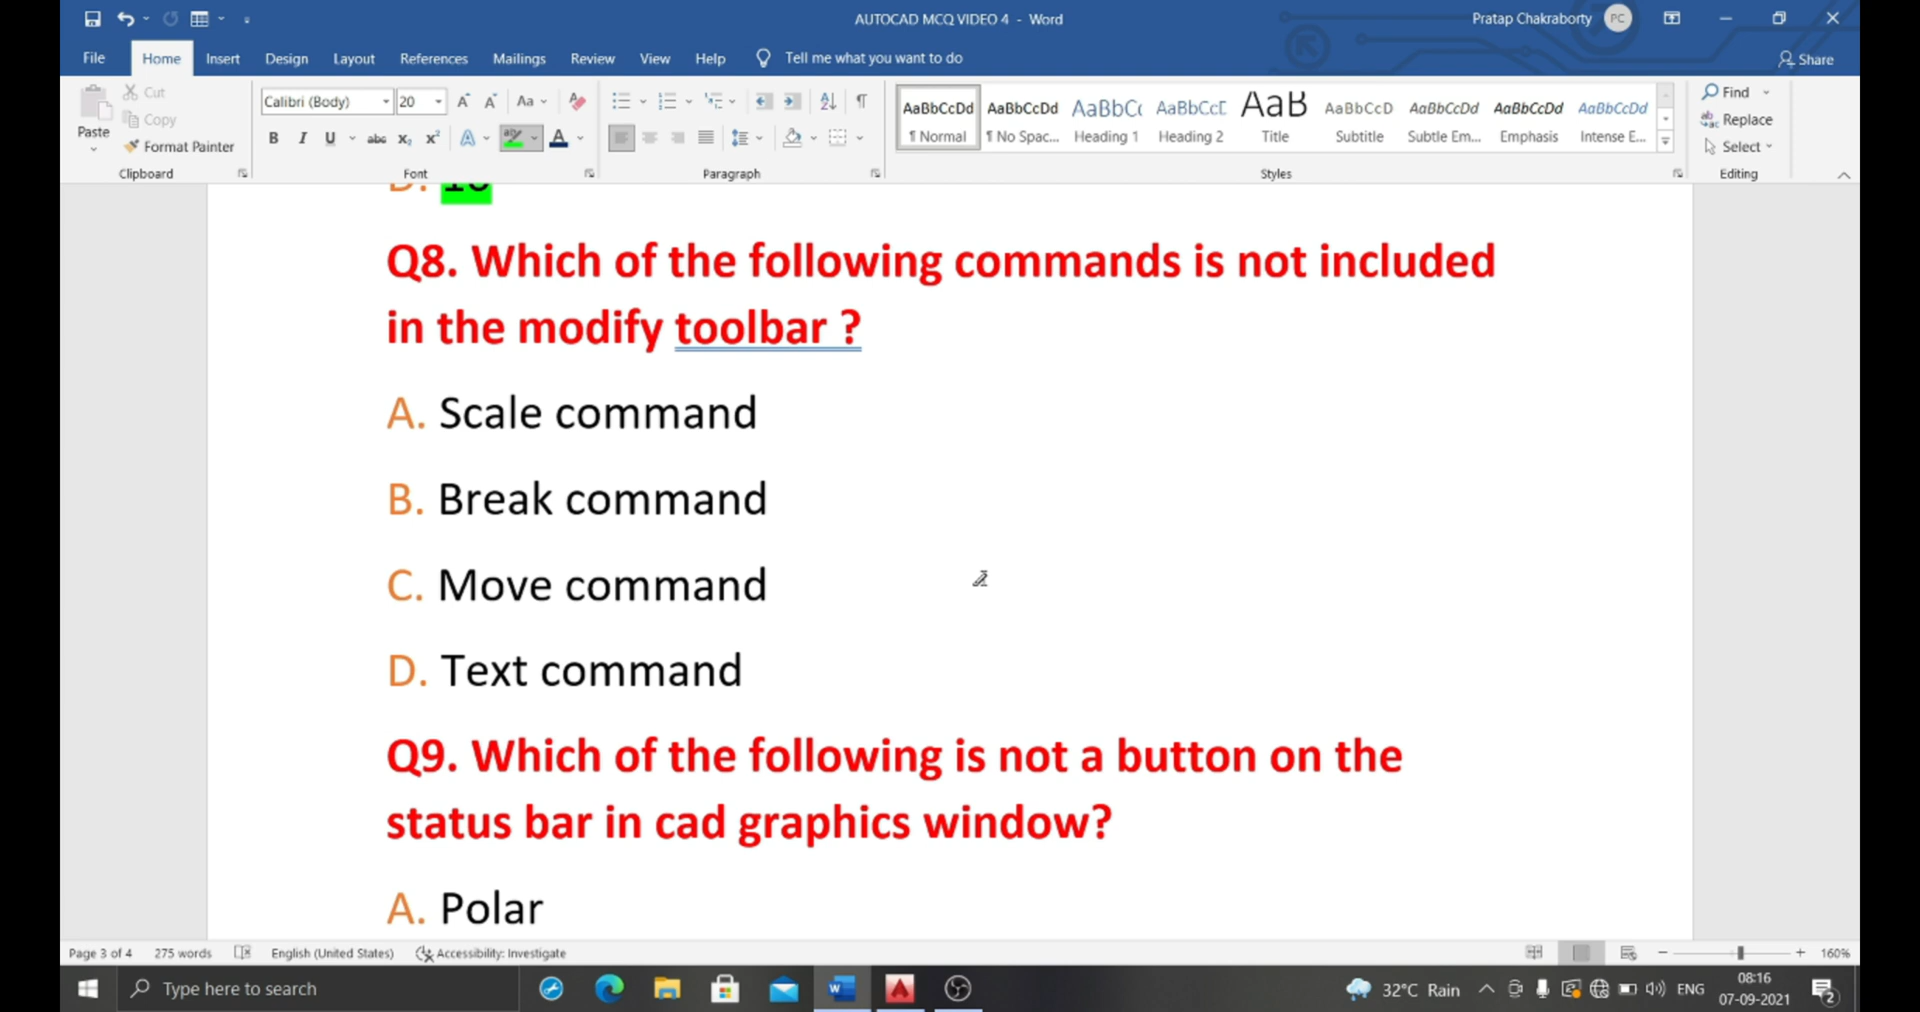 AUTOCAD MCQ VIDEO 4 - Word
Pratap Chakraborty PC
File Home Insert Design Layout References Mailings Review View Help Tell me what you want to do Share
Paste
Cut
Copy
Format Painter
Clipboard
Calibri (Body) 20
Font
Paragraph
AaBbCcDd AaBbCcDd AaBbC AaBbCcD AaB AaBbCcD AaBbCcDd AaBbCcDd AaBbCcDd
¶ Normal ¶ No Spac... Heading 1 Heading 2 Title Subtitle Subtle Em... Emphasis Intense E...
Styles
Find
Replace
Select
Editing
Q8. Which of the following commands is not included
in the modify toolbar ?
A. Scale command
B. Break command
C. Move command
D. Text command
Q9. Which of the following is not a button on the
status bar in cad graphics window?
A. Polar
Page 3 of 4 275 words English (United States) Accessibility: Investigate 160%
Type here to search
32°C Rain ENG
08:16
07-09-2021
2